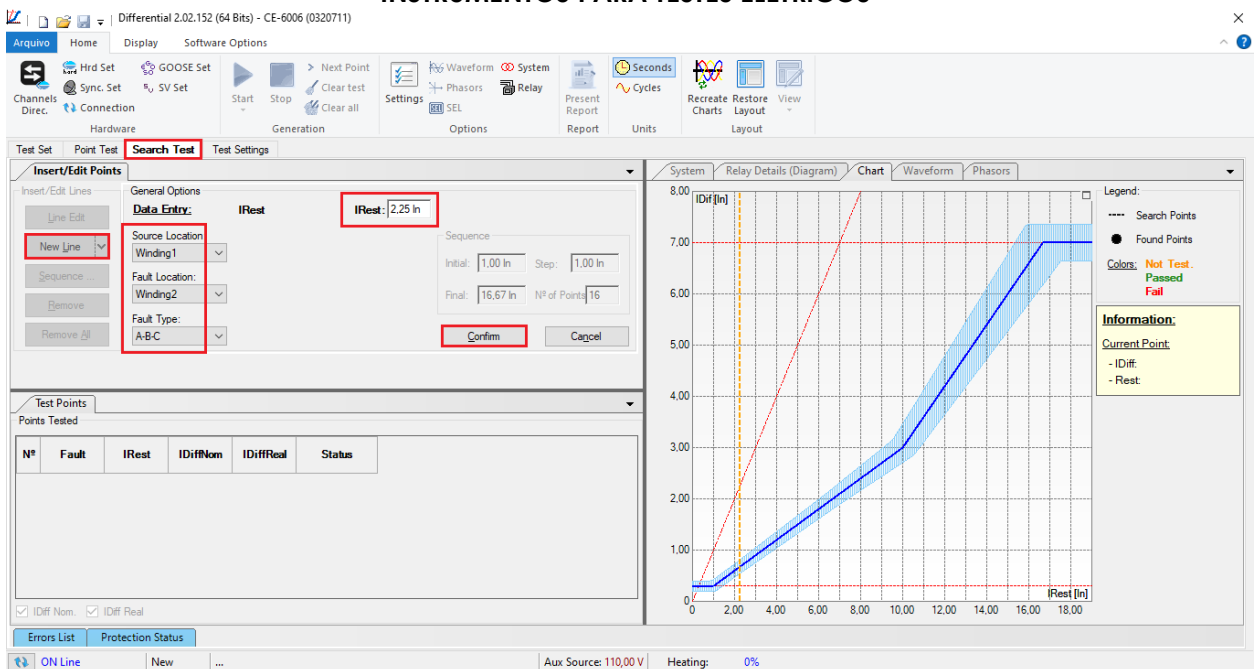 INSTRUMENTOS PARA TESTES ELÉTRICOS
Differential 2.02.152 (64 Bits) - CE-6006 (0320711)
Arquivo Home Display Software Options
Hrd Set GOOSE Set
Sync. Set SV Set
Connection
Channels
Direc.
Hardware
Start Stop
Next Point
Clear test
Clear all
Generation
Settings
Waveform System
Phasors Relay
SEL
Options
Present
Report
Report
Seconds
Cycles
Units
Recreate Restore View
Charts Layout
Layout
Test Set Point Test Search Test Test Settings
Insert/Edit Points
Insert/Edit Lines
Line Edit
New Line
Sequence ...
Remove
Remove All
General Options
Data Entry: IRest IRest: 2,25 In
Source Location
Winding1
Fault Location:
Winding2
Fault Type:
A-B-C
Sequence
Initial: 1,00 In Step: 1,00 In
Final: 16,67 In Nº of Points 16
Confirm Cancel
Test Points
Points Tested
Nº Fault IRest IDiffNom IDiffReal Status
IDiff Nom. IDiff Real
System Relay Details (Diagram) Chart Waveform Phasors
IDif [In]
8,00
7,00
6,00
5,00
4,00
3,00
2,00
1,00
0
IRest [In]
0 2,00 4,00 6,00 8,00 10,00 12,00 14,00 16,00 18,00
Legend:
Search Points
Found Points
Colors: Not Test.
Passed
Fail
Information:
Current Point:
- IDiff:
- Rest:
Errors List Protection Status
ON Line New ... Aux Source: 110,00 V Heating: 0%